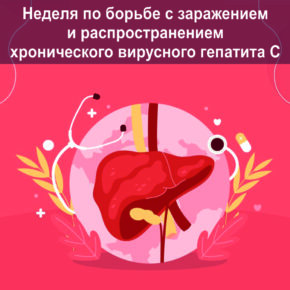 Неделя по борьбе с заражением
и распространением
хронического вирусного гепатита С